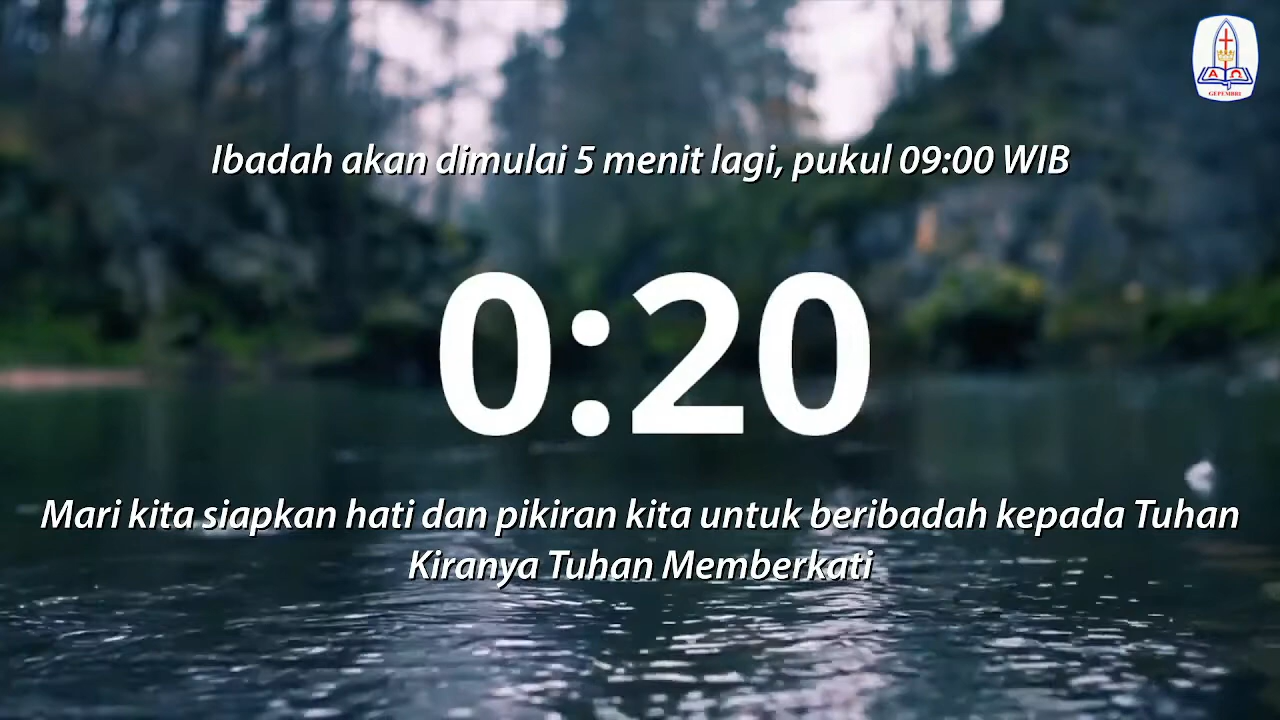 A Ω
GEPEMBRI
Ibadah akan dimulai 5 menit lagi, pukul 09:00 WIB
0:20
Mari kita siapkan hati dan pikiran kita untuk beribadah kepada Tuhan
Kiranya Tuhan Memberkati